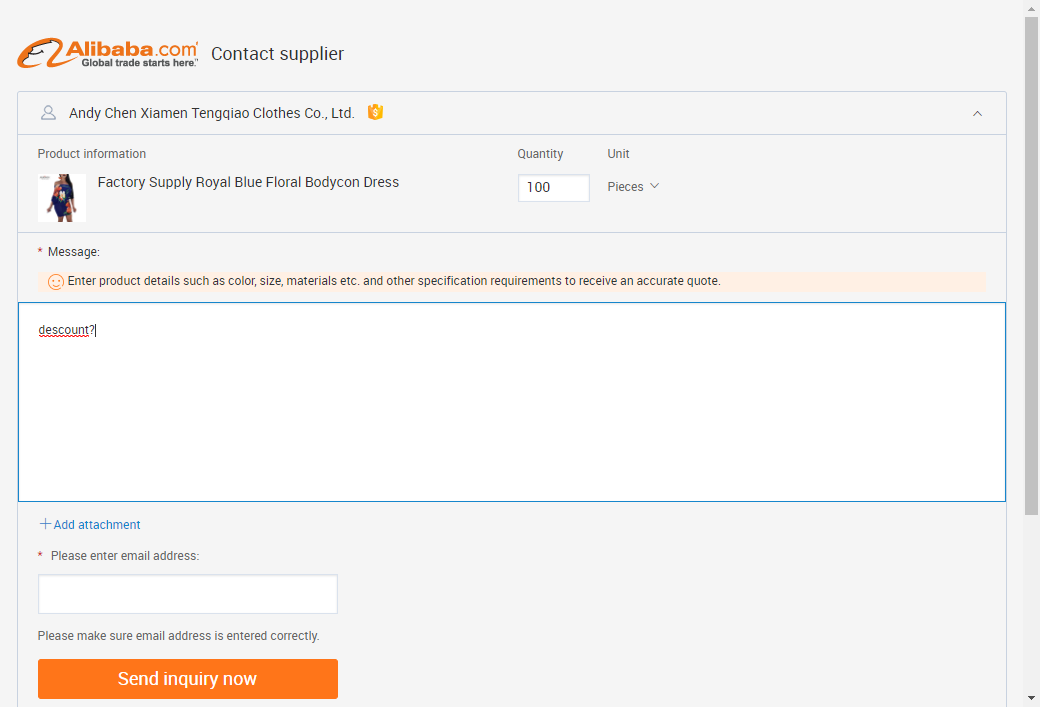 Alibaba.com
Global trade starts here.™
Contact supplier
Andy Chen Xiamen Tengqiao Clothes Co., Ltd.
Product information
Quantity
Unit
Factory Supply Royal Blue Floral Bodycon Dress
100
Pieces
* Message:
Enter product details such as color, size, materials etc. and other specification requirements to receive an accurate quote.
descount?
Add attachment
* Please enter email address:
Please make sure email address is entered correctly.
Send inquiry now